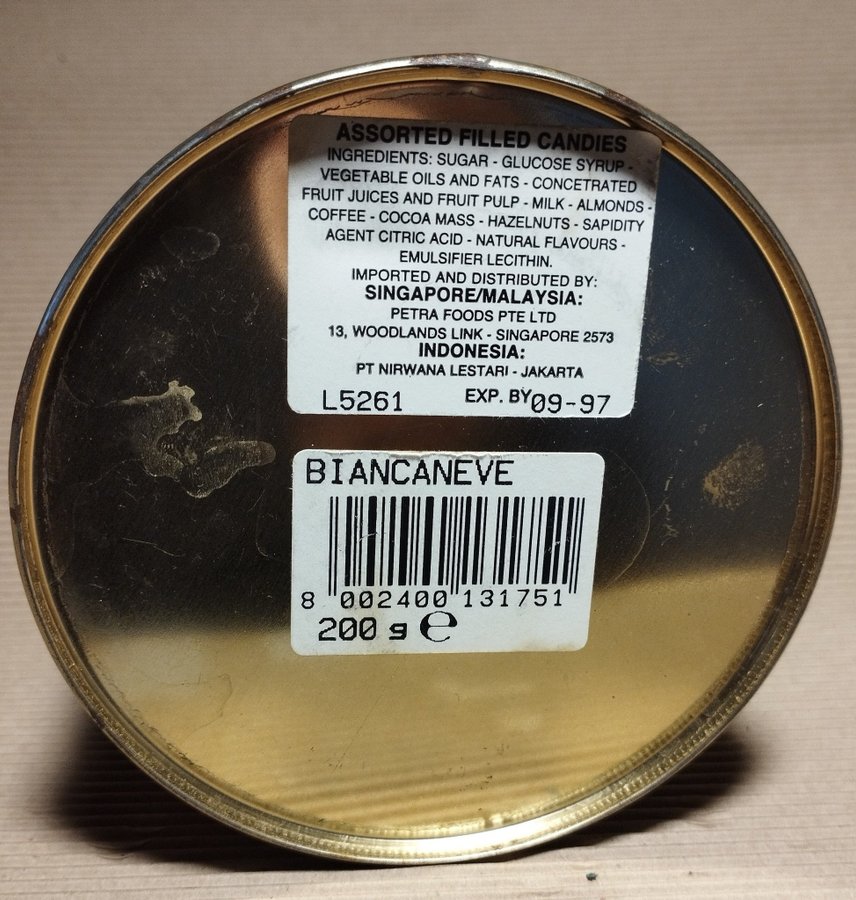 ASSORTED FILLED CANDIES
INGREDIENTS: SUGAR - GLUCOSE SYRUP -
VEGETABLE OILS AND FATS - CONCETRATED
FRUIT JUICES AND FRUIT PULP - MILK - ALMONDS -
COFFEE - COCOA MASS - HAZELNUTS - SAPIDITY
AGENT CITRIC ACID - NATURAL FLAVOURS -
EMULSIFIER LECITHIN.
IMPORTED AND DISTRIBUTED BY:
SINGAPORE/MALAYSIA:
PETRA FOODS PTE LTD
13, WOODLANDS LINK - SINGAPORE 2573
INDONESIA:
PT NIRWANA LESTARI - JAKARTA
L5261 EXP. BY 09-97
BIANCANEVE
8 002400 131751
200 g ℮